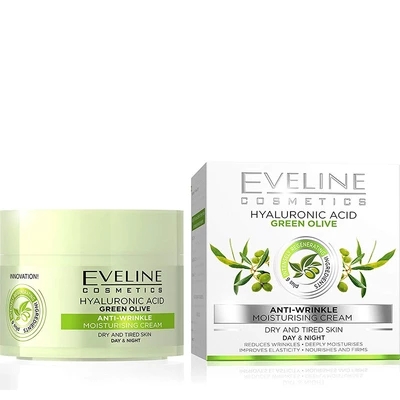 INNOVATION!
EVELINE
COSMETICS
HYALURONIC ACID
GREEN OLIVE
ANTI-WRINKLE
MOISTURISING CREAM
DRY AND TIRED SKIN
DAY & NIGHT
EVELINE
COSMETICS
HYALURONIC ACID
GREEN OLIVE
INGREDIENTS
ANTI-WRINKLE
MOISTURISING CREAM
DRY AND TIRED SKIN
DAY & NIGHT
REDUCES WRINKLES • DEEPLY MOISTURISES
IMPROVES ELASTICITY • NOURISHES AND FIRMS